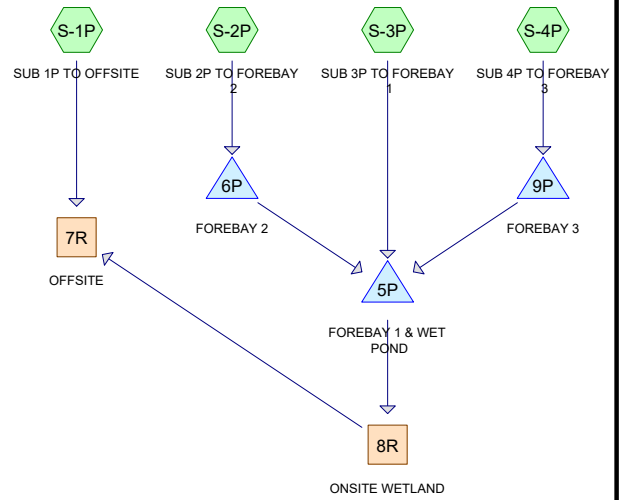 S-1P
S-2P
S-3P
S-4P
SUB 1P TO OFFSITE
SUB 2P TO FOREBAY
2
SUB 3P TO FOREBAY
1
SUB 4P TO FOREBAY
3
6P
9P
FOREBAY 2
FOREBAY 3
7R
OFFSITE
5P
FOREBAY 1 & WET
POND
8R
ONSITE WETLAND